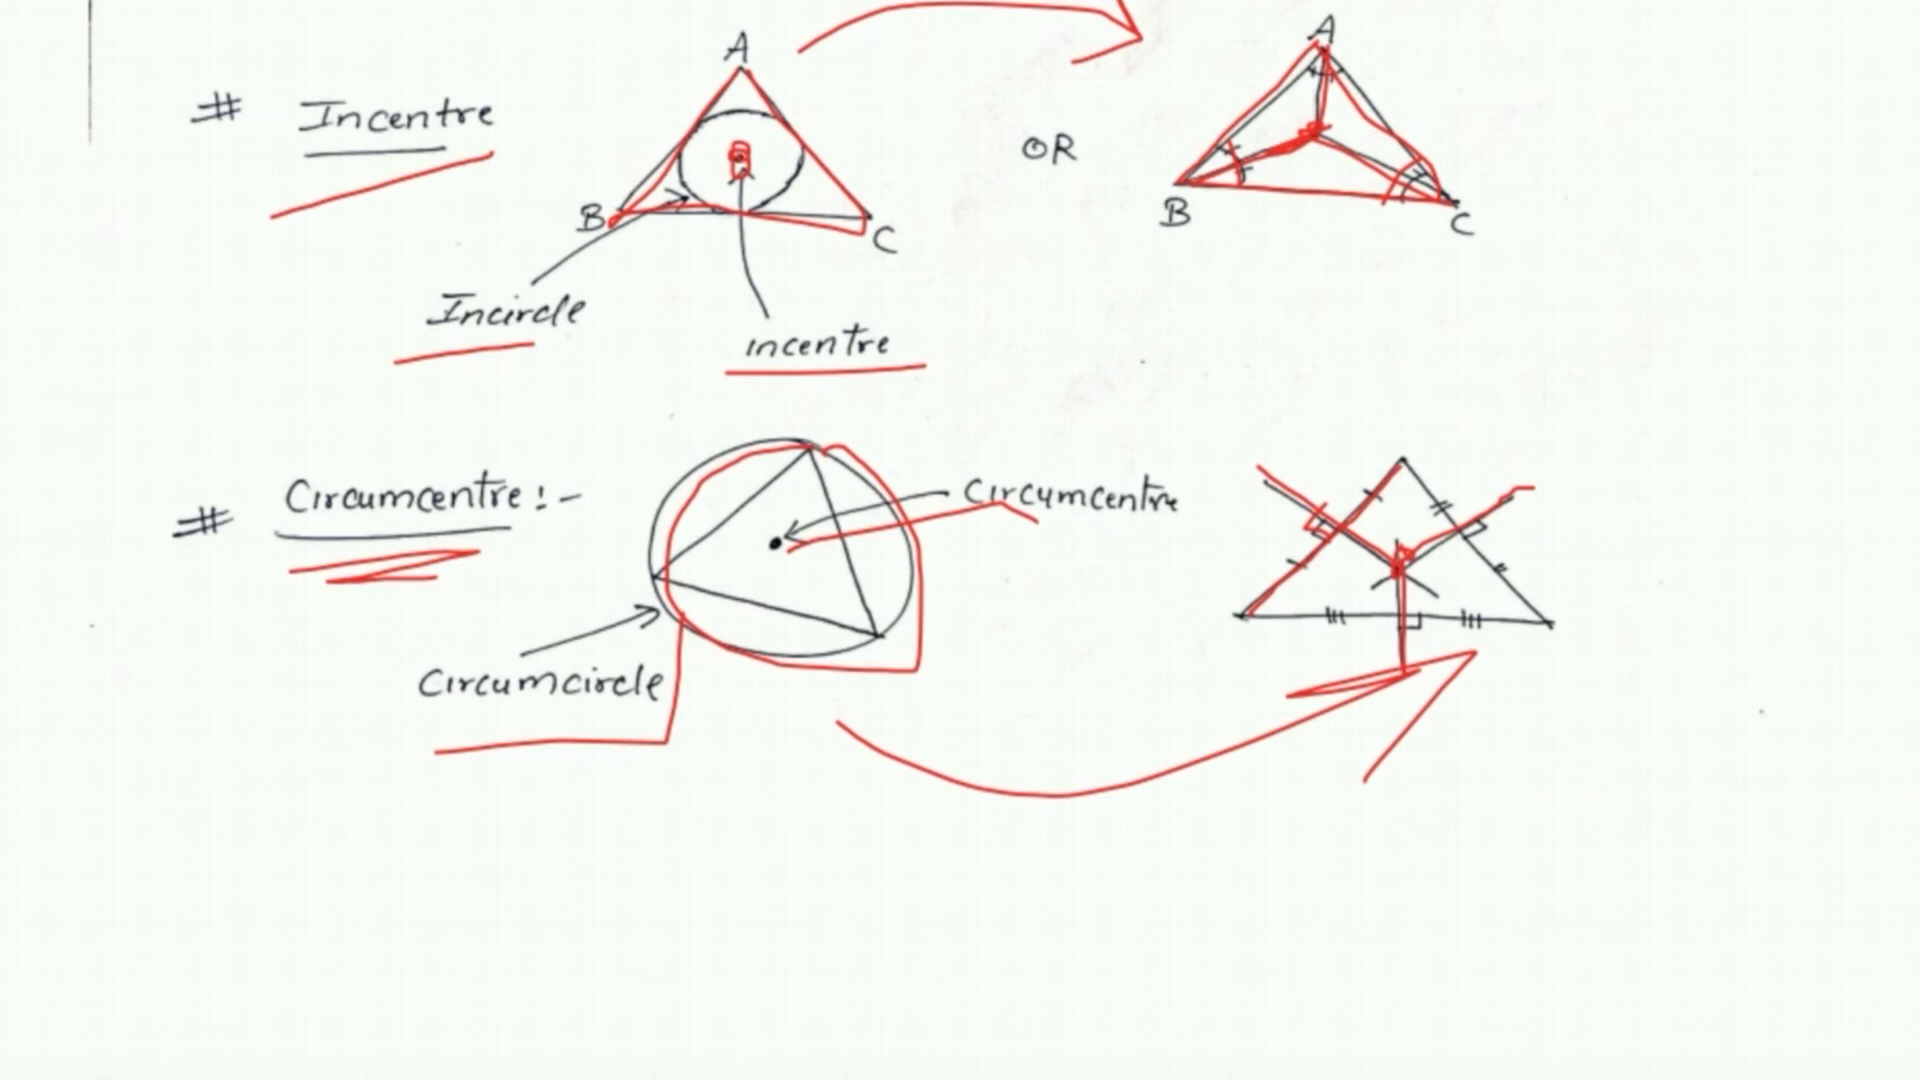 # Incentre
A
B
C
Incircle
incentre
OR
A
B
C
# Circumcentre :-
Circumcentre
Circumcircle